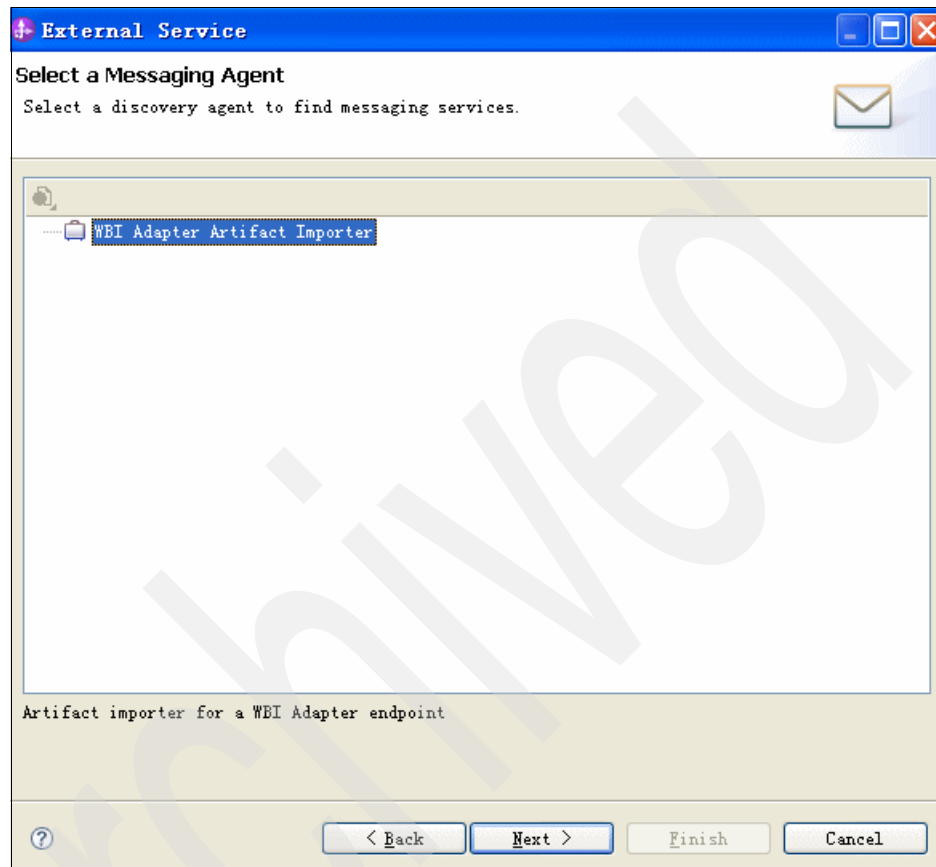 External Service
Select a Messaging Agent
Select a discovery agent to find messaging services.
WBI Adapter Artifact Importer
Artifact importer for a WBI Adapter endpoint
? < Back Next > Finish Cancel
Archived